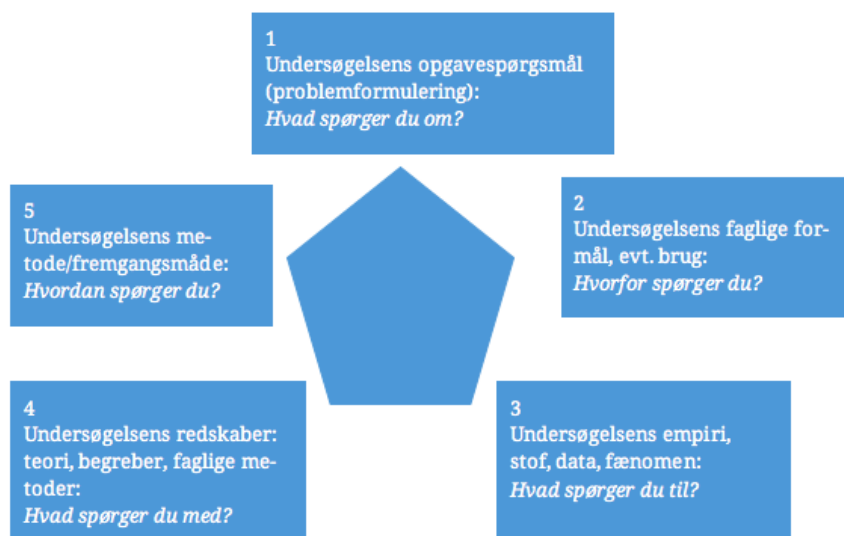 1
Undersøgelsens opgavespørgsmål
(problemformulering):
Hvad spørger du om?
2
Undersøgelsens faglige for-
mål, evt. brug:
Hvorfor spørger du?
3
Undersøgelsens empiri,
stof, data, fænomen:
Hvad spørger du til?
4
Undersøgelsens redskaber:
teori, begreber, faglige me-
toder:
Hvad spørger du med?
5
Undersøgelsens me-
tode/fremgangsmåde:
Hvordan spørger du?